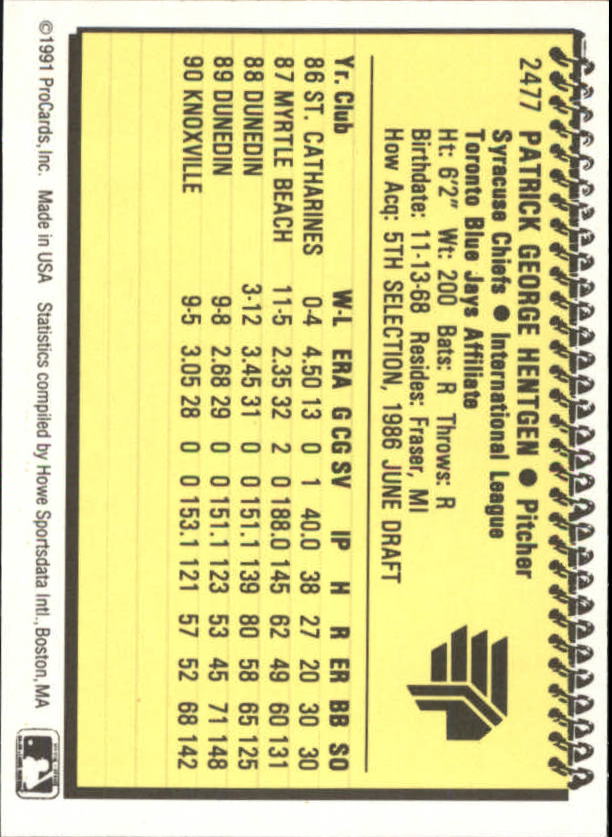 2477 PATRICK GEORGE HENTGEN ● Pitcher
Syracuse Chiefs ● International League
Toronto Blue Jays Affiliate
Ht: 6'2" Wt: 200 Bats: R Throws: R
Birthdate: 11-13-68 Resides: Fraser, MI
How Acq: 5TH SELECTION, 1986 JUNE DRAFT
Yr. Club W-L ERA G CG SV IP H R ER BB SO
86 ST. CATHARINES 0-4 4.50 13 0 1 40.0 38 27 20 30 30
87 MYRTLE BEACH 11-5 2.35 32 2 0 188.0 145 62 49 60 131
88 DUNEDIN 3-12 3.45 31 0 0 151.1 139 80 58 65 125
89 DUNEDIN 9-8 2.68 29 0 0 151.1 123 53 45 71 148
90 KNOXVILLE 9-5 3.05 28 0 0 153.1 121 57 52 68 142
©1991 ProCards, Inc. Made in USA Statistics compiled by Howe Sportsdata Intl., Boston, MA